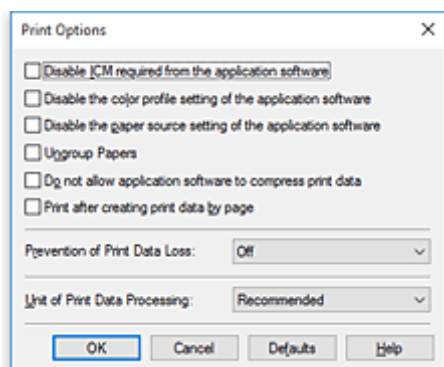 Print Options
Disable ICM required from the application software
Disable the color profile setting of the application software
Disable the paper source setting of the application software
Ungroup Papers
Do not allow application software to compress print data
Print after creating print data by page
Prevention of Print Data Loss: Off
Unit of Print Data Processing: Recommended
OK Cancel Defaults Help